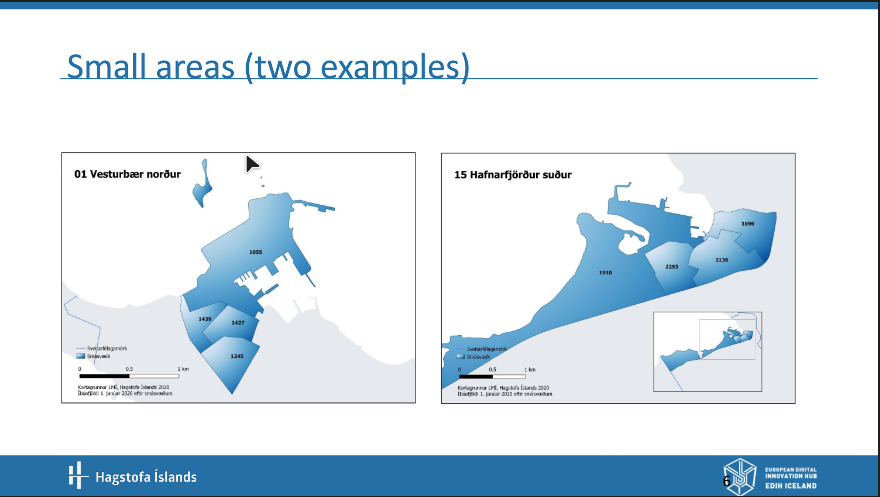 Small areas (two examples)
01 Vesturbær norður
1055
1439
1427
1245
Sveitarfélagamörk
Smásvæði
0 0.5 1 km
Kortagrunnur LMÍ, Hagstofa Íslands 2020
Íbúafjöldi 1. janúar 2020 eftir smásvæðum
15 Hafnarfjörður suður
1896
2136
2253
1910
Sveitarfélagamörk
Smásvæði
0 0.5 1 km
Kortagrunnur LMÍ, Hagstofa Íslands 2020
Íbúafjöldi 1. janúar 2020 eftir smásvæðum
Hagstofa Íslands
6
EUROPEAN DIGITAL
INNOVATION HUB
EDIH ICELAND